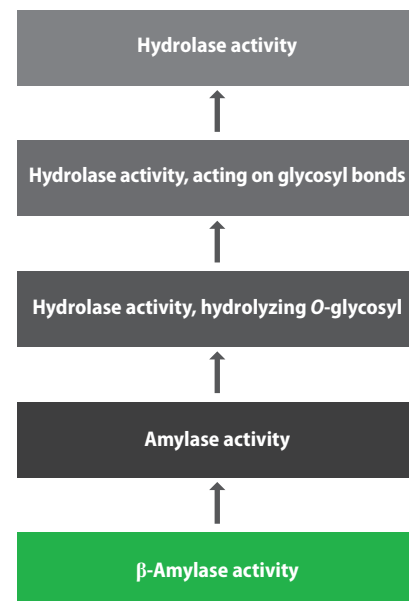 Hydrolase activity
Hydrolase activity, acting on glycosyl bonds
Hydrolase activity, hydrolyzing O-glycosyl
Amylase activity
β-Amylase activity